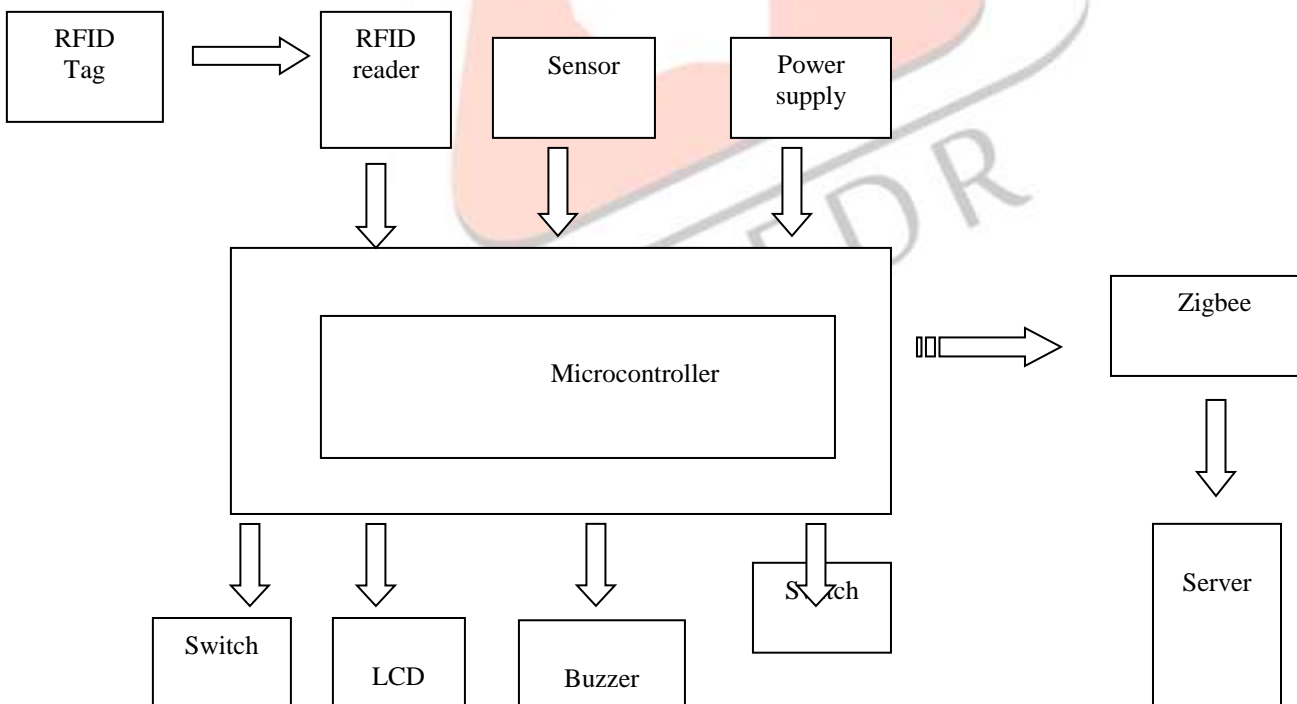 RFID
Tag
RFID
reader
Sensor
Power
supply
Zigbee
Microcontroller
Switch
LCD
Buzzer
Server